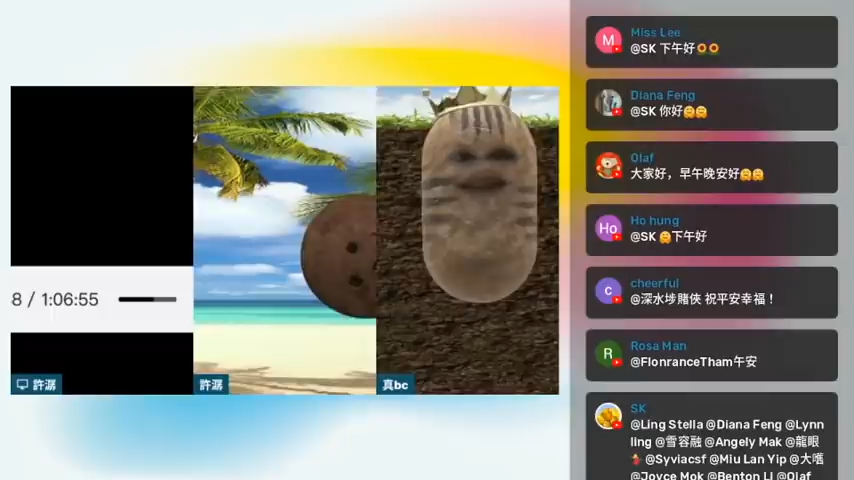 8 / 1:06:55
許潺
許潺
真bc
Miss Lee
@SK 下午好🌻🌻
Diana Feng
@SK 你好🤗🤗
Olaf
大家好，早午晚安好🤗🤗
Ho
Ho hung
@SK 🤗下午好
c
cheerful
@深水埗賭俠 祝平安幸福！
R
Rosa Man
@FlonranceTham午安
M
SK
@Ling Stella @Diana Feng @Lynn
ling @雪容融 @Angely Mak @龍眼
@Syviacsf @Miu Lan Yip @大嘴
@Joyce Mok @Benton Li @Olaf